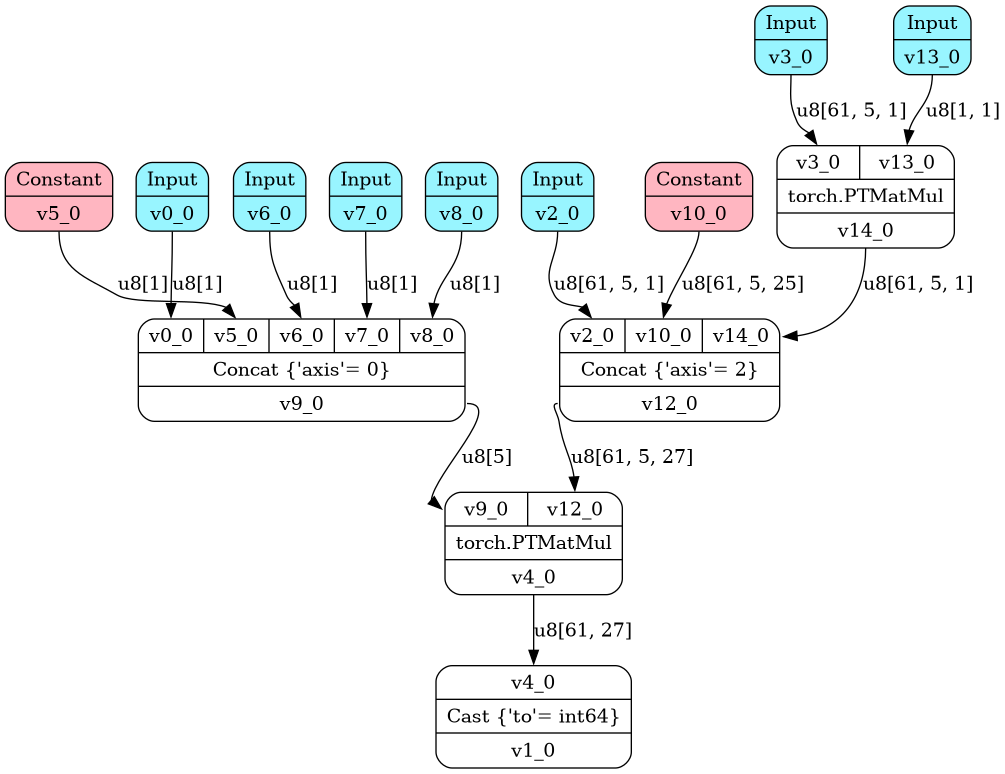 Input
v3_0
Input
v13_0
u8[61, 5, 1]
u8[1, 1]
v3_0
v13_0
torch.PTMatMul
v14_0
Constant
v5_0
Input
v0_0
Input
v6_0
Input
v7_0
Input
v8_0
Input
v2_0
Constant
v10_0
u8[1]
u8[1]
u8[1]
u8[1]
u8[1]
u8[61, 5, 1]
u8[61, 5, 25]
u8[61, 5, 1]
v0_0
v5_0
v6_0
v7_0
v8_0
Concat {'axis'= 0}
v9_0
v2_0
v10_0
v14_0
Concat {'axis'= 2}
v12_0
u8[5]
u8[61, 5, 27]
v9_0
v12_0
torch.PTMatMul
v4_0
u8[61, 27]
v4_0
Cast {'to'= int64}
v1_0